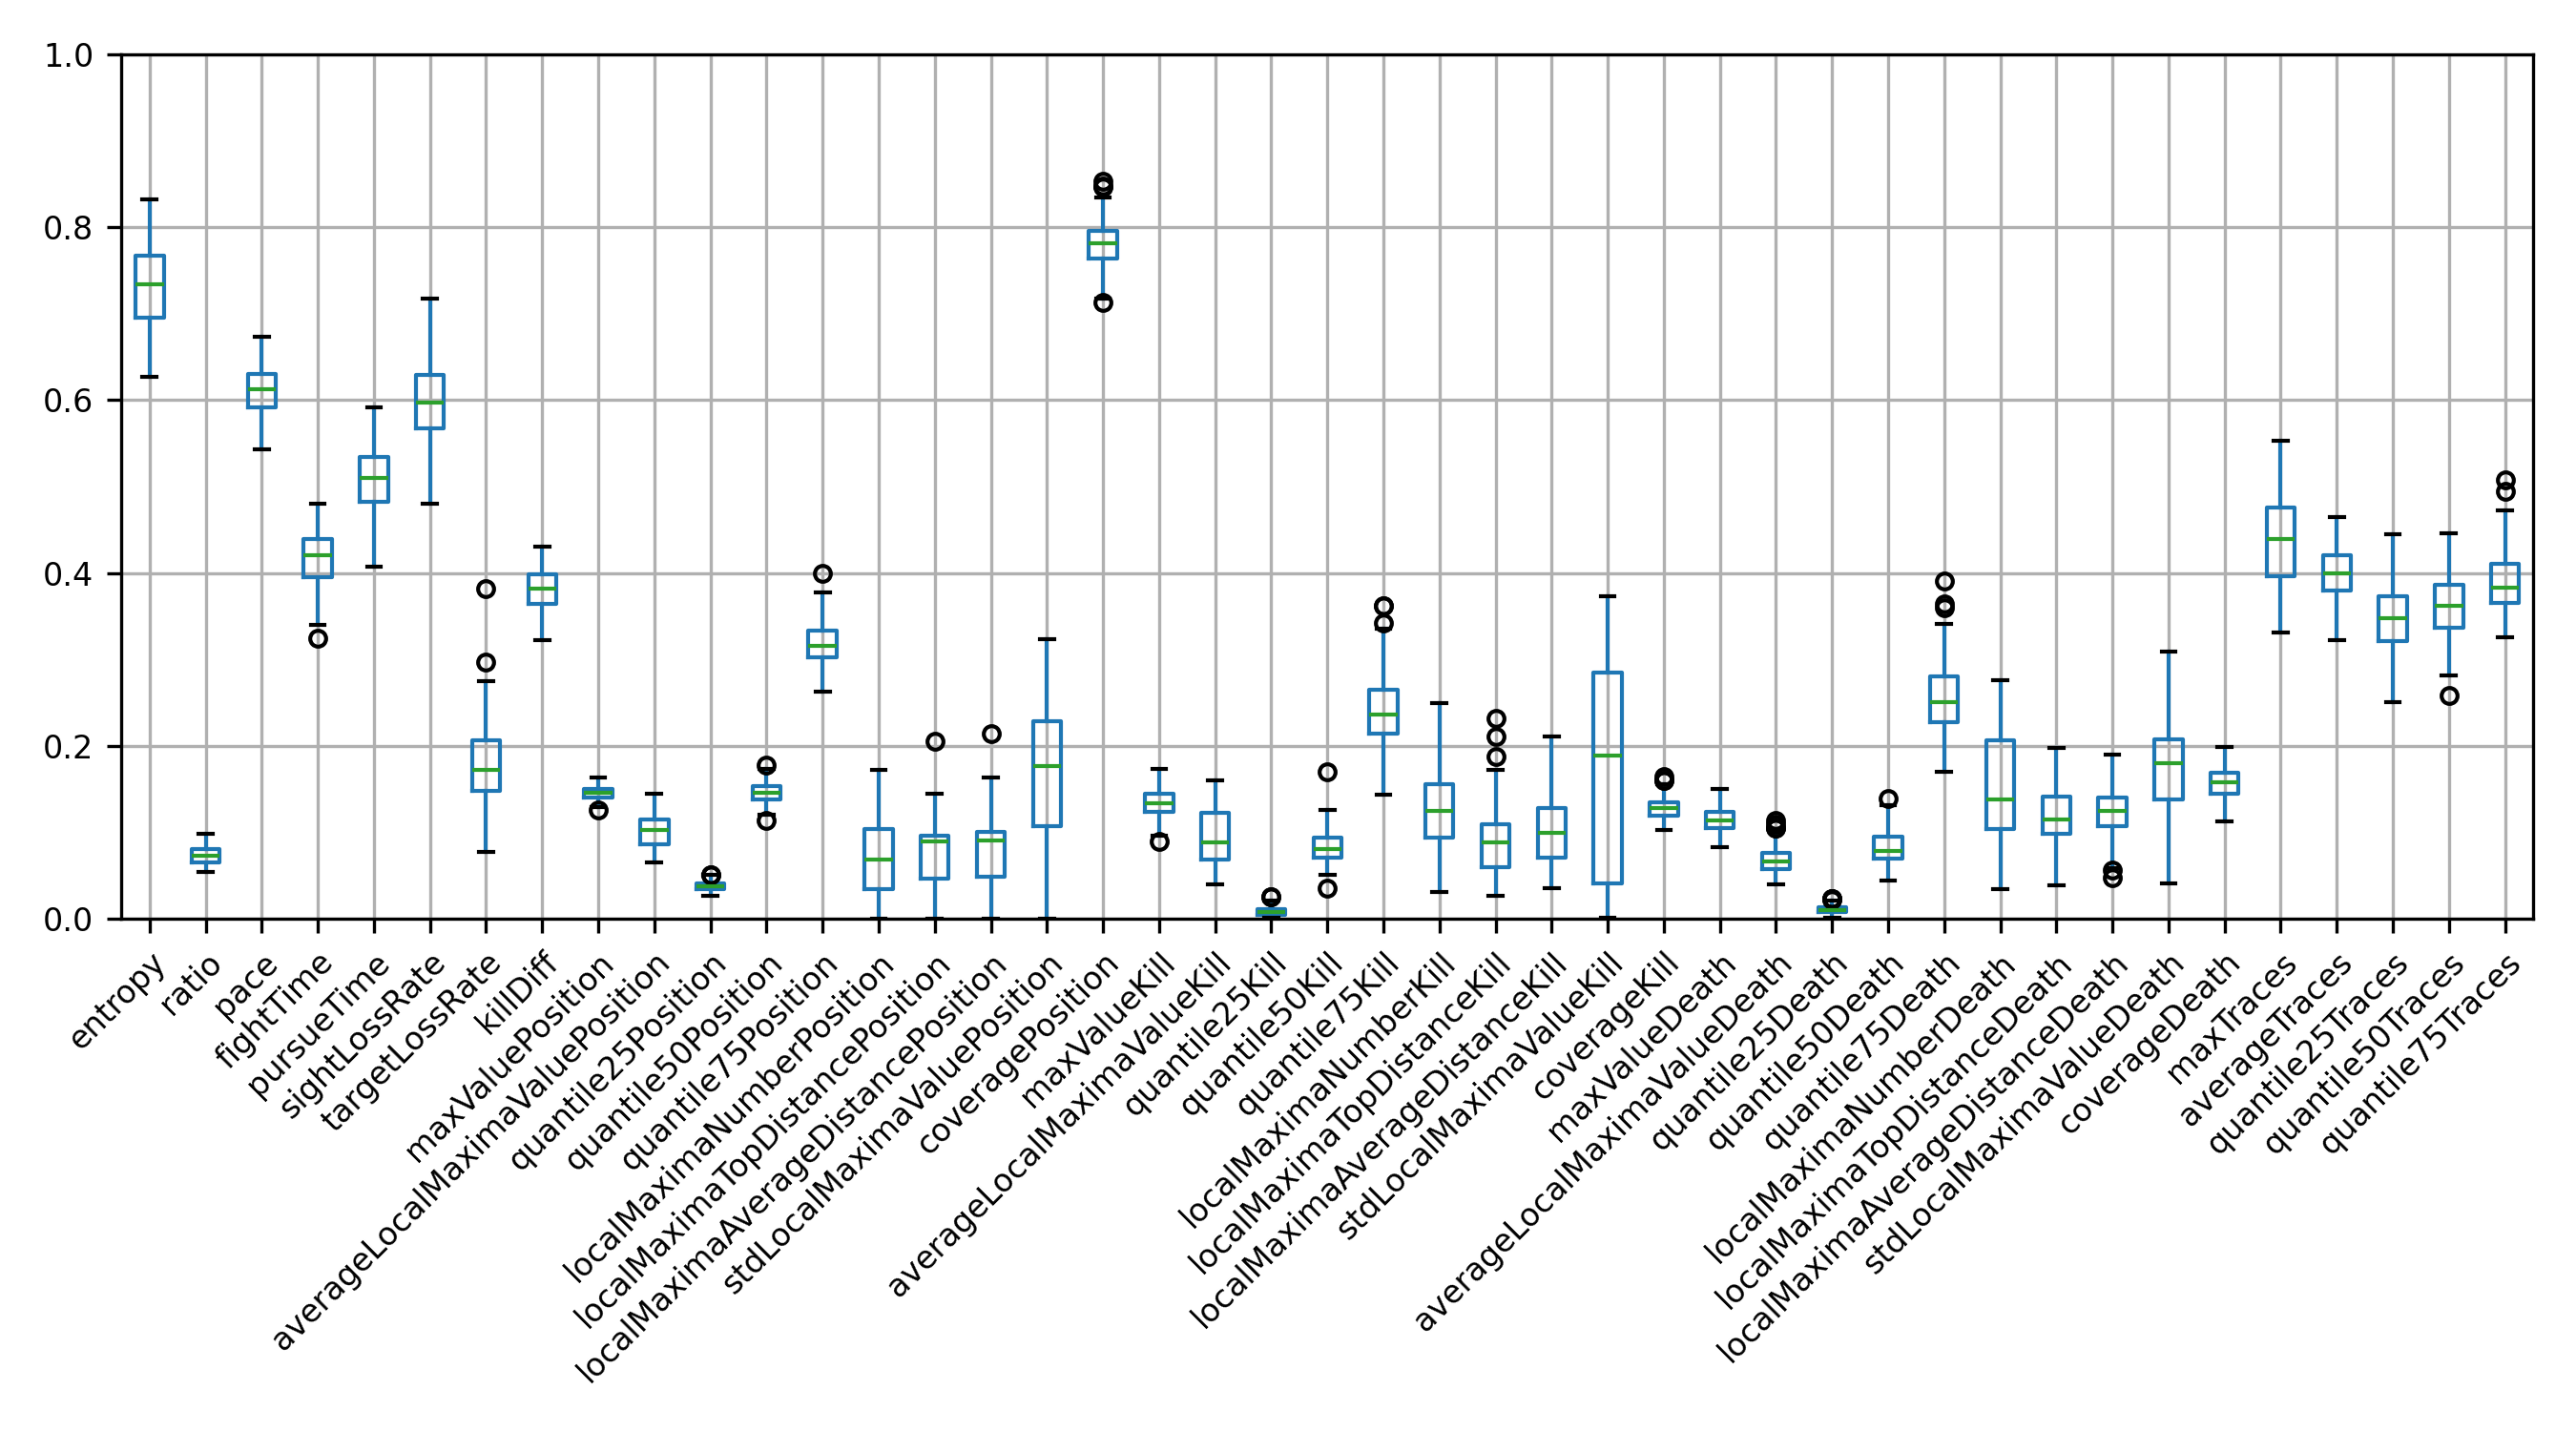 1.0
0.8
0.6
0.4
0.2
0.0
entropy
ratio
pace
fightTime
pursueTime
sightLossRate
targetLossRate
killDiff
maxValuePosition
averageLocalMaximaValuePosition
quantile25Position
quantile50Position
quantile75Position
localMaximaNumberPosition
localMaximaTopDistancePosition
localMaximaAverageDistancePosition
stdLocalMaximaValuePosition
coveragePosition
maxValueKill
averageLocalMaximaValueKill
quantile25Kill
quantile50Kill
quantile75Kill
localMaximaNumberKill
localMaximaTopDistanceKill
localMaximaAverageDistanceKill
stdLocalMaximaValueKill
coverageKill
maxValueDeath
averageLocalMaximaValueDeath
quantile25Death
quantile50Death
quantile75Death
localMaximaNumberDeath
localMaximaTopDistanceDeath
localMaximaAverageDistanceDeath
stdLocalMaximaValueDeath
coverageDeath
maxTraces
averageTraces
quantile25Traces
quantile50Traces
quantile75Traces